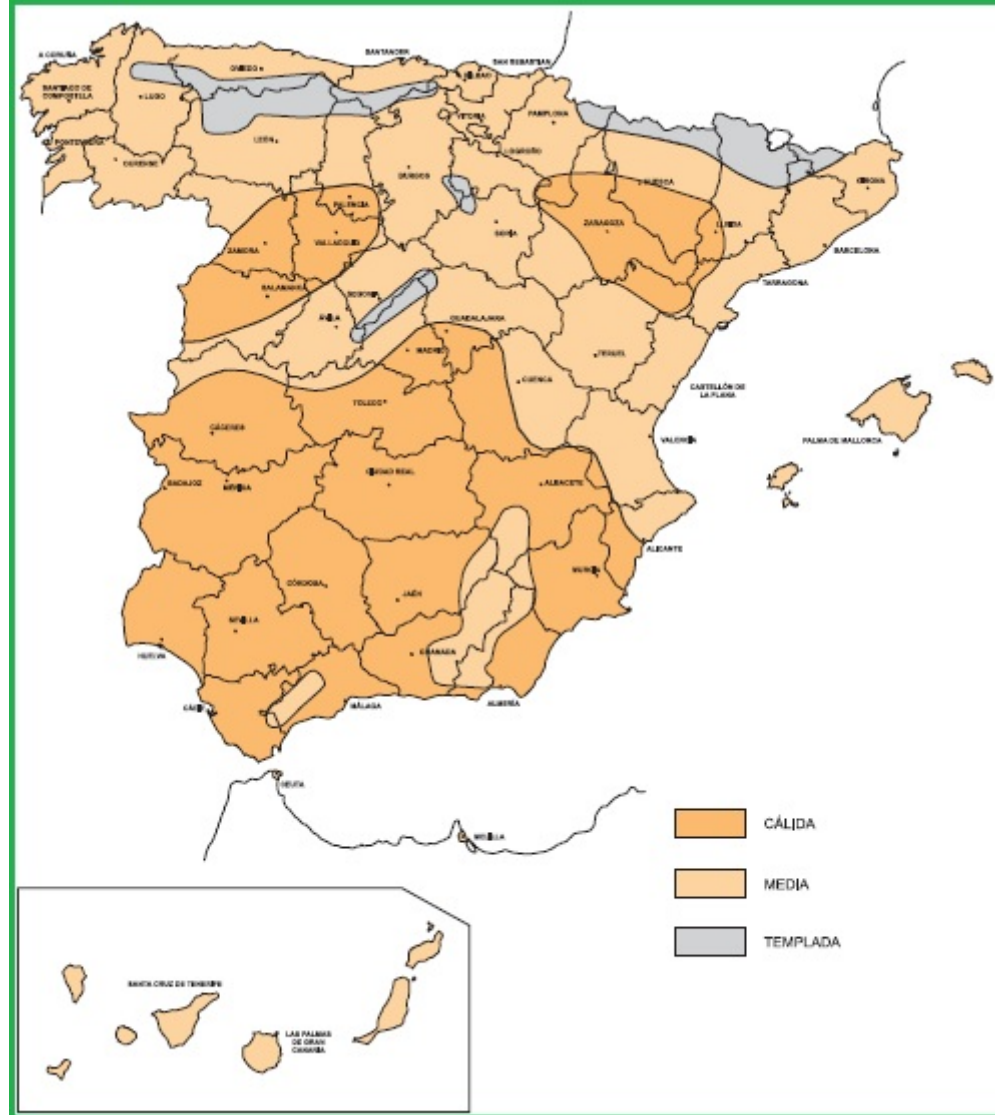 SANTANDER
SAN SEBASTIAN
A CORUÑA
OVIEDO
BILBAO
SANTIAGO DE
COMPOSTELLA
LUGO
VITORIA
PAMPLONA
PONTEVEDRA
LEÓN
LOGROÑO
OURENSE
BURGOS
HUESCA
GIRONA
PALENCIA
ZARAGOZA
LLEIDA
ZAMORA
VALLADOLID
SORIA
BARCELONA
SALAMANCA
SEGOVIA
TARRAGONA
ÁVILA
GUADALAJARA
MADRID
TERUEL
CUENCA
CASTELLÓN DE
LA PLANA
TOLEDO
CÁCERES
VALENCIA
PALMA DE MALLORCA
BADAJOZ
MÉRIDA
CIUDAD REAL
ALBACETE
ALICANTE
CÓRDOBA
JAÉN
MURCIA
SEVILLA
HUELVA
GRANADA
CÁDIZ
MÁLAGA
ALMERÍA
CEUTA
MELILLA
CÁLIDA
MEDIA
TEMPLADA
SANTA CRUZ DE TENERIFE
LAS PALMAS
DE GRAN
CANARIA